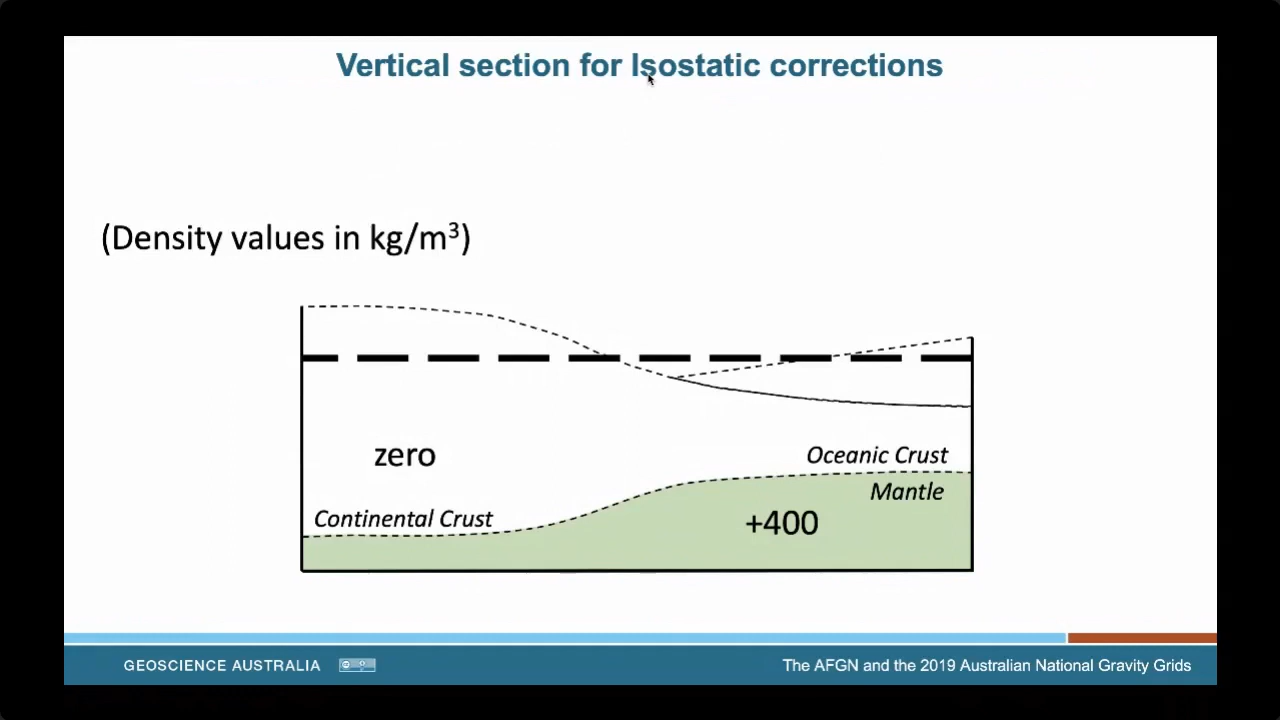 Vertical section for Isostatic corrections
(Density values in kg/m³)
zero
Oceanic Crust
Mantle
Continental Crust
+400
GEOSCIENCE AUSTRALIA
The AFGN and the 2019 Australian National Gravity Grids